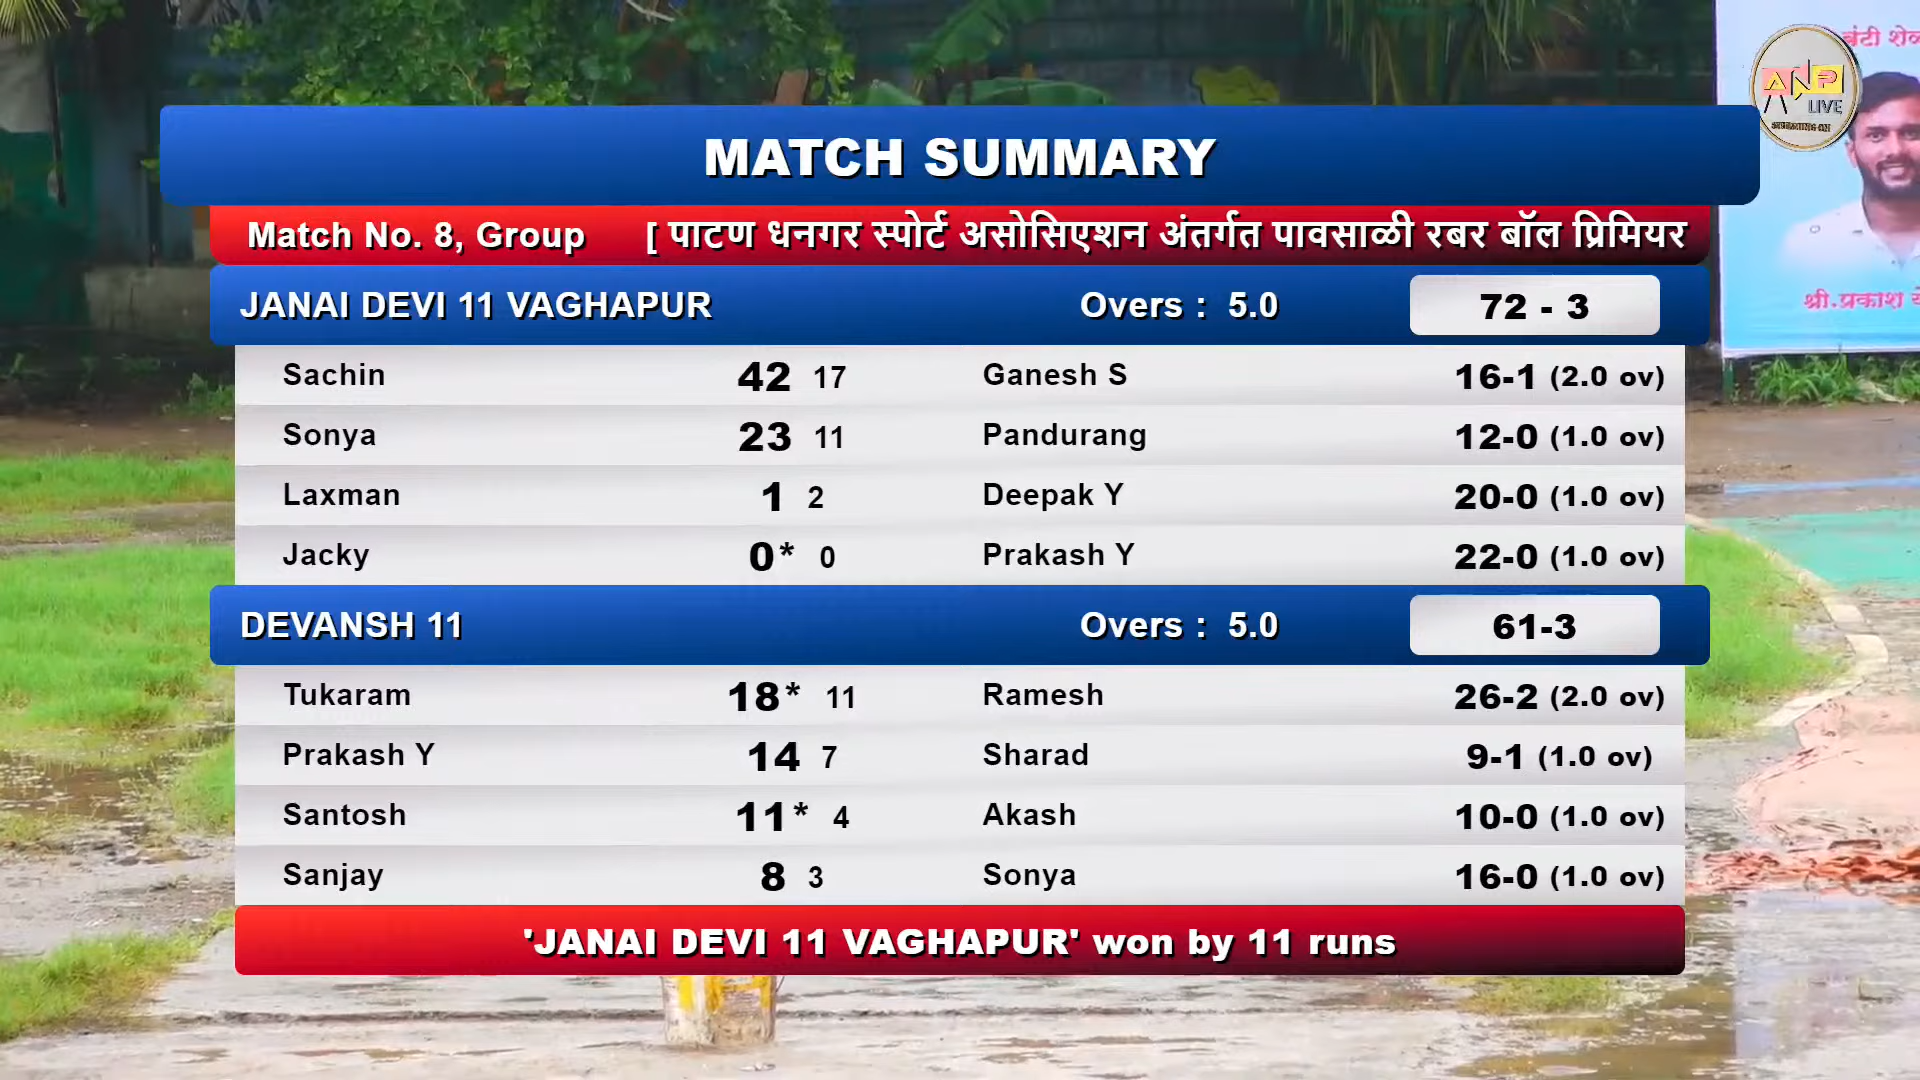 बंटी शेळ
ANP
LIVE
STREAMING ON
MATCH SUMMARY
Match No. 8, Group [ पाटण धनगर स्पोर्ट असोसिएशन अंतर्गत पावसाळी रबर बॉल प्रिमियर
श्री.प्रकाश
JANAI DEVI 11 VAGHAPUR Overs : 5.0 72 - 3
Sachin 42 17 Ganesh S 16-1 (2.0 ov)
Sonya 23 11 Pandurang 12-0 (1.0 ov)
Laxman 1 2 Deepak Y 20-0 (1.0 ov)
Jacky 0* 0 Prakash Y 22-0 (1.0 ov)
DEVANSH 11 Overs : 5.0 61-3
Tukaram 18* 11 Ramesh 26-2 (2.0 ov)
Prakash Y 14 7 Sharad 9-1 (1.0 ov)
Santosh 11* 4 Akash 10-0 (1.0 ov)
Sanjay 8 3 Sonya 16-0 (1.0 ov)
'JANAI DEVI 11 VAGHAPUR' won by 11 runs